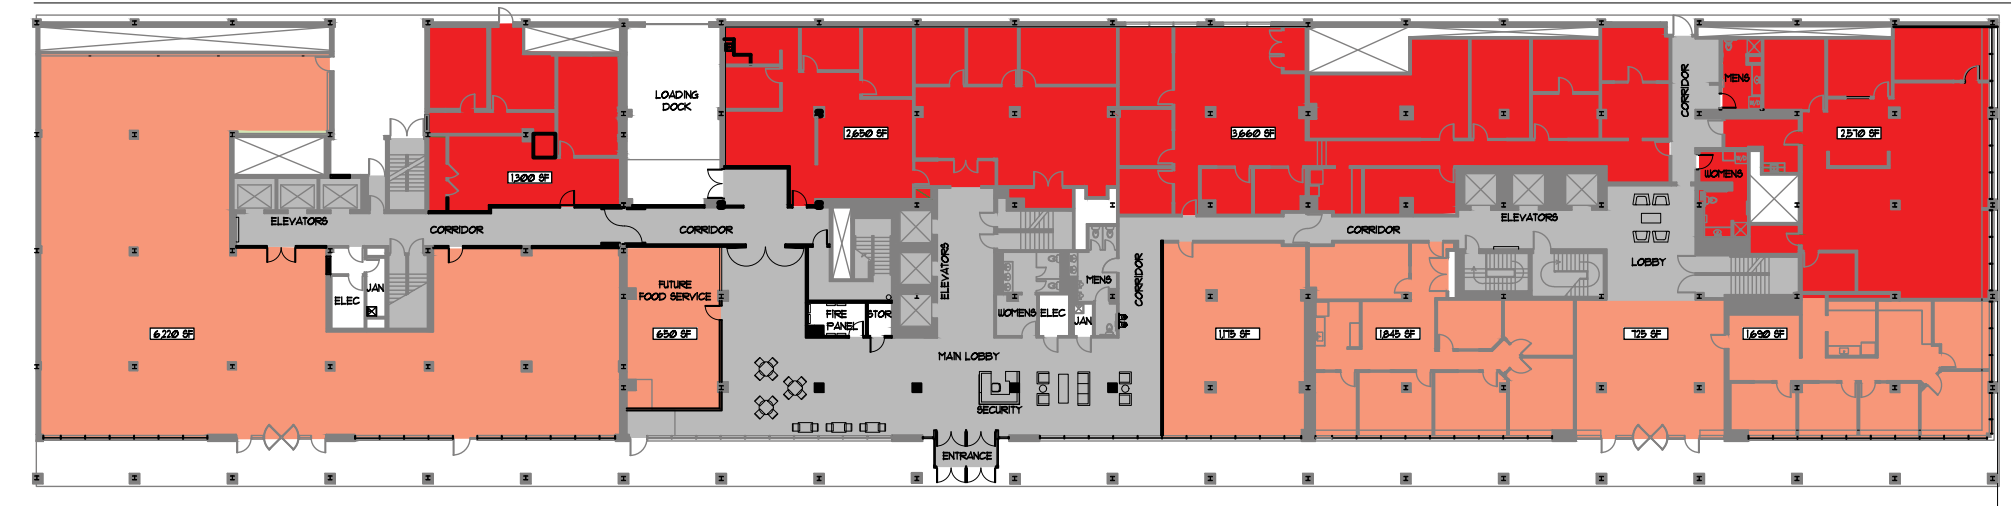 LOADING
DOCK
2,650 SF
3,660 SF
CORRIDOR
MENS
2,570 SF
1,300 SF
WOMENS
ELEVATORS
CORRIDOR
CORRIDOR
ELEVATORS
CORRIDOR
ELEVATORS
CORRIDOR
LOBBY
ELEC
JAN
FUTURE
FOOD SERVICE
MENS
6,220 SF
650 SF
FIRE
PANEL
STOR
WOMENS
ELEC
JAN
1,175 SF
1,845 SF
725 SF
1,690 SF
MAIN LOBBY
SECURITY
ENTRANCE